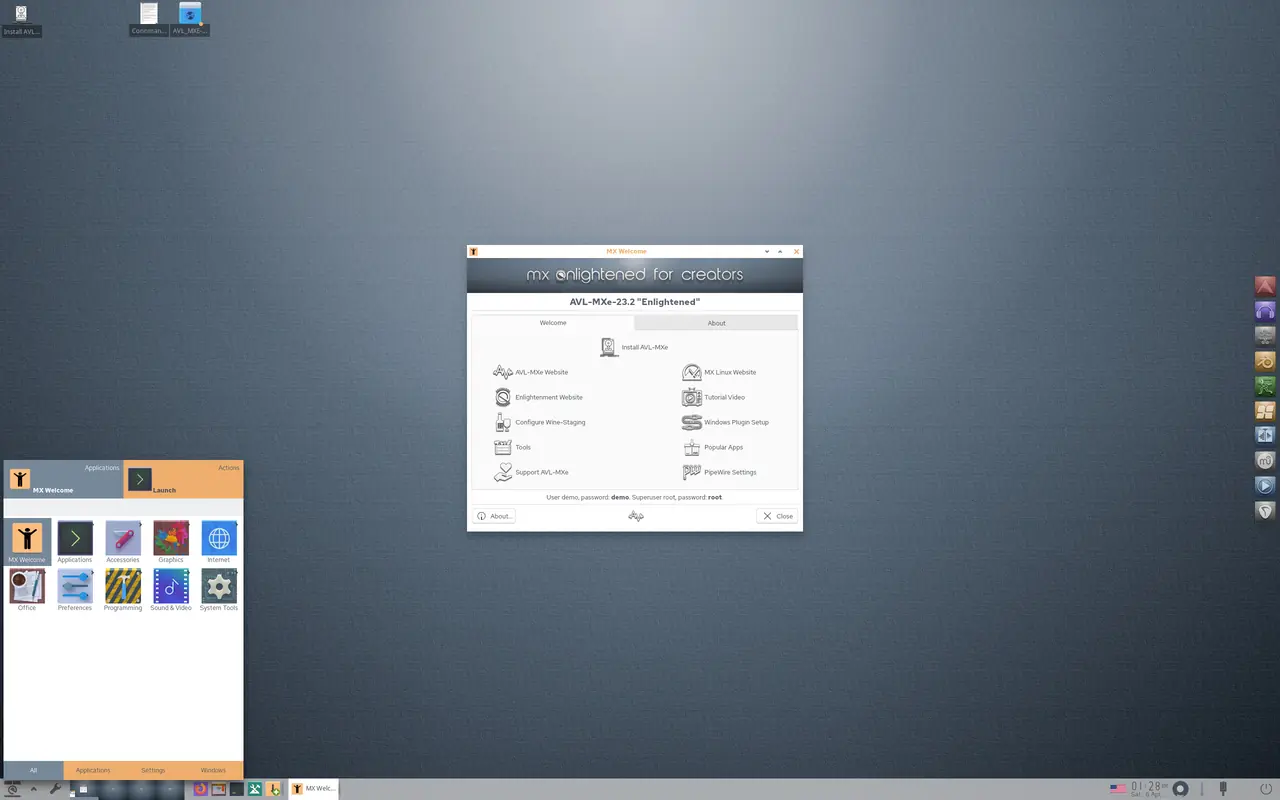 Install AVL...
Comman...
AVL_MXE-...
MX Welcome
mx enlightened for creators
AVL-MXe-23.2 "Enlightened"
Welcome
About
Install AVL-MXe
AVL-MXe Website
MX Linux Website
Enlightenment Website
Tutorial Video
Configure Wine-Staging
Windows Plugin Setup
Tools
Popular Apps
Support AVL-MXe
PipeWire Settings
User demo, password: demo. Superuser root, password: root.
About...
Close
Applications
MX Welcome
Actions
Launch
MX Welcome
Applications
Accessories
Graphics
Internet
Office
Preferences
Programming
Sound & Video
System Tools
All
Applications
Settings
Windows
MX Welc...
01:28